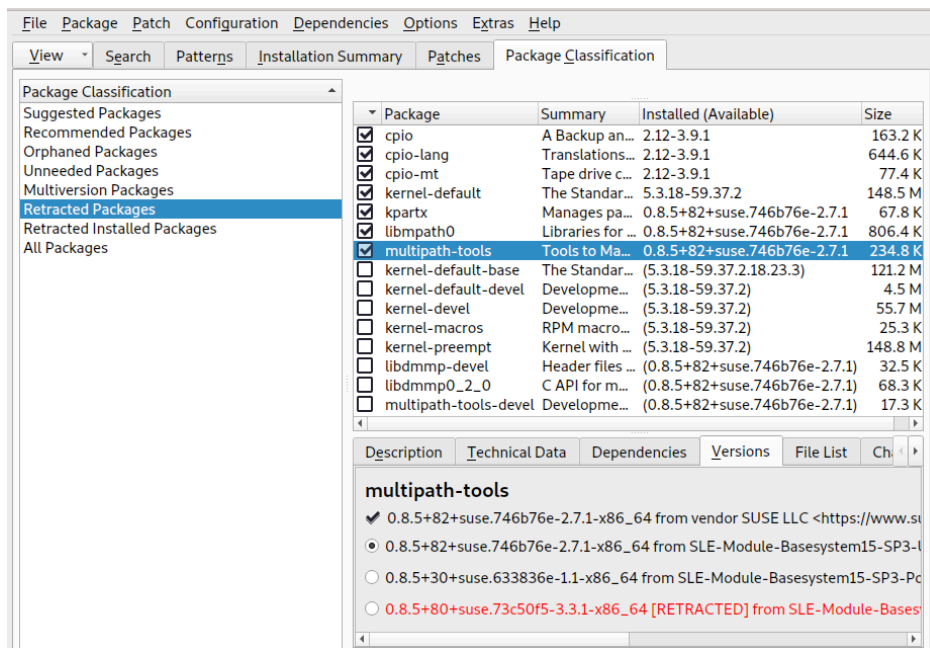 File Package Patch Configuration Dependencies Options Extras Help
View Search Patterns Installation Summary Patches Package Classification
Package Classification
Suggested Packages
Recommended Packages
Orphaned Packages
Unneeded Packages
Multiversion Packages
Retracted Packages
Retracted Installed Packages
All Packages
Package Summary Installed (Available) Size
cpio A Backup an... 2.12-3.9.1 163.2 K
cpio-lang Translations... 2.12-3.9.1 644.6 K
cpio-mt Tape drive c... 2.12-3.9.1 77.4 K
kernel-default The Standar... 5.3.18-59.37.2 148.5 M
kpartx Manages pa... 0.8.5+82+suse.746b76e-2.7.1 67.8 K
libmpath0 Libraries for ... 0.8.5+82+suse.746b76e-2.7.1 806.4 K
multipath-tools Tools to Ma... 0.8.5+82+suse.746b76e-2.7.1 234.8 K
kernel-default-base The Standar... (5.3.18-59.37.2.18.23.3) 121.2 M
kernel-default-devel Developme... (5.3.18-59.37.2) 4.5 M
kernel-devel Developme... (5.3.18-59.37.2) 55.7 M
kernel-macros RPM macro... (5.3.18-59.37.2) 25.3 K
kernel-preempt Kernel with ... (5.3.18-59.37.2) 148.8 M
libdmmp-devel Header files ... (0.8.5+82+suse.746b76e-2.7.1) 32.5 K
libdmmp0_2_0 C API for m... (0.8.5+82+suse.746b76e-2.7.1) 68.3 K
multipath-tools-devel Developme... (0.8.5+82+suse.746b76e-2.7.1) 17.3 K
Description Technical Data Dependencies Versions File List Ch
multipath-tools
0.8.5+82+suse.746b76e-2.7.1-x86_64 from vendor SUSE LLC <https://www.su
0.8.5+82+suse.746b76e-2.7.1-x86_64 from SLE-Module-Basesystem15-SP3-U
0.8.5+30+suse.633836e-1.1-x86_64 from SLE-Module-Basesystem15-SP3-Po
0.8.5+80+suse.73c50f5-3.3.1-x86_64 [RETRACTED] from SLE-Module-Basesy